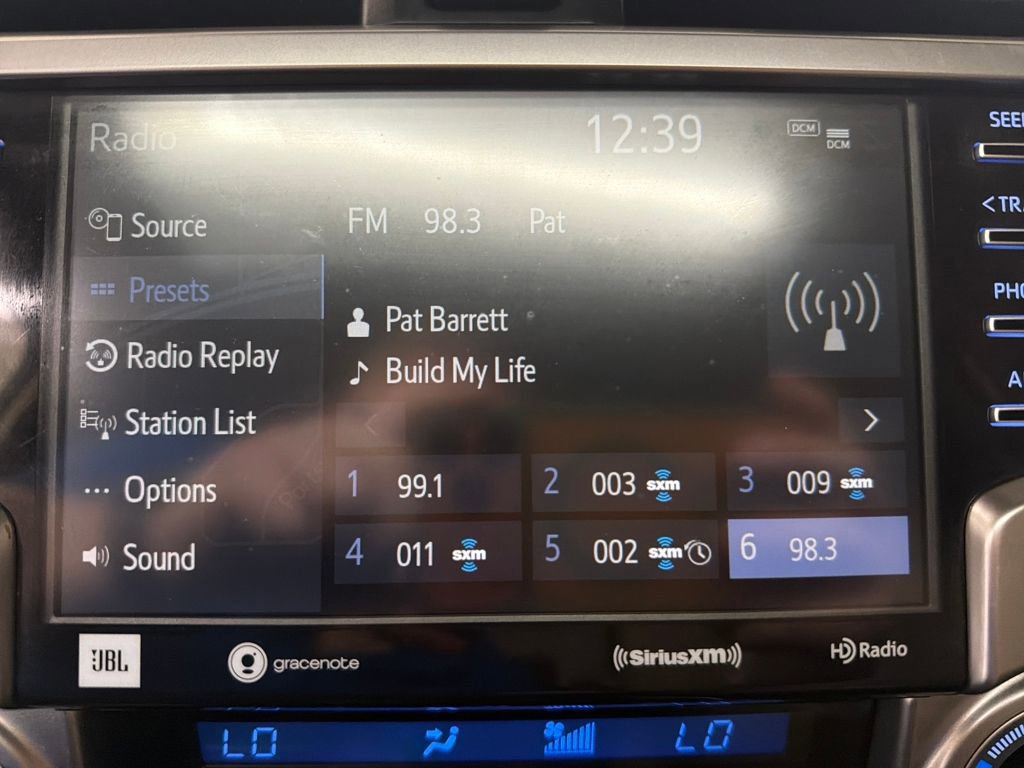 Radio 12:39 DCM DCM
SEE
Source FM 98.3 Pat
<TRA
Presets
PHO
Pat Barrett
Radio Replay
Build My Life
A
Station List >
Options
1 99.1 2 003 sxm 3 009 sxm
Sound
4 011 sxm 5 002 sxm 6 98.3
JBL gracenote ((SiriusXM)) HD Radio
LO LO